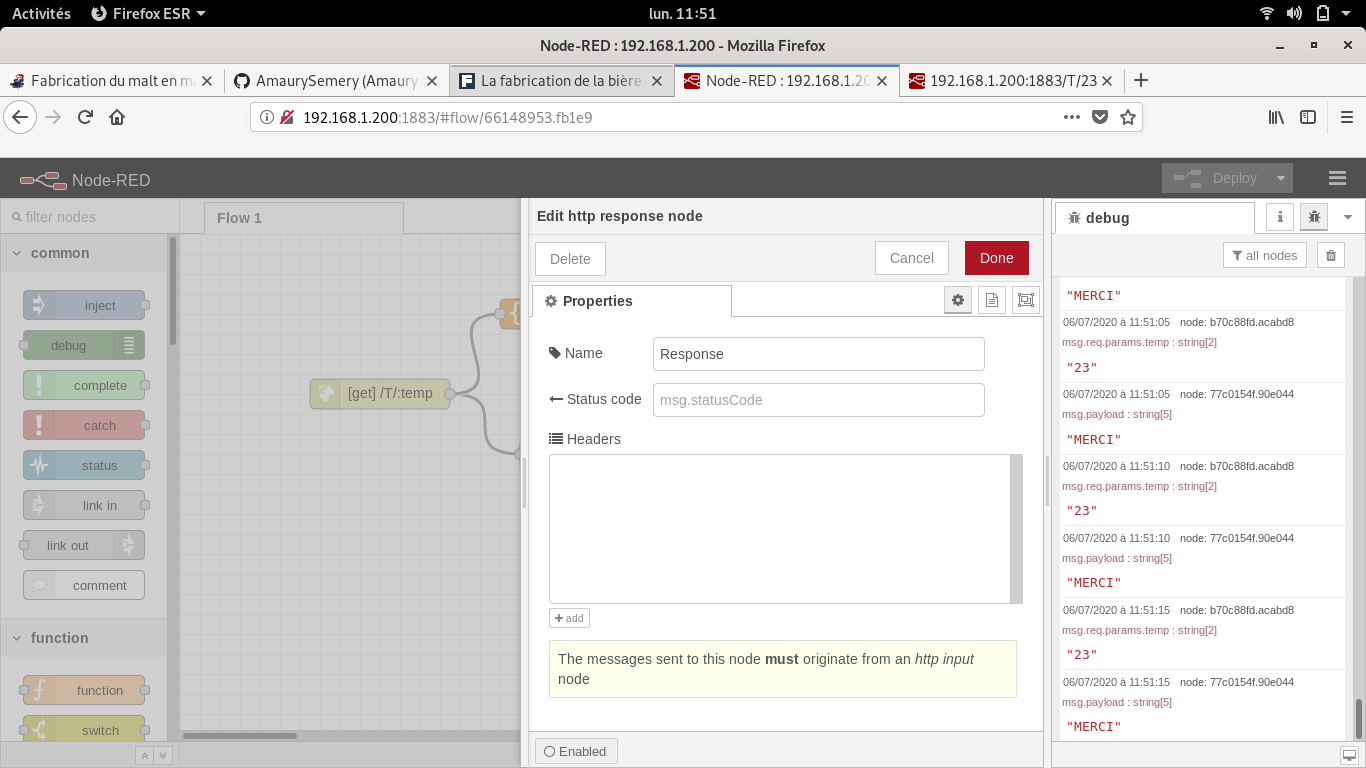 Activités Firefox ESR lun. 11:51
Node-RED : 192.168.1.200 - Mozilla Firefox
Fabrication du malt en ma AmaurySemery (Amaury La fabrication de la bière Node-RED : 192.168.1.20 192.168.1.200:1883/T/23
192.168.1.200:1883/#flow/66148953.fb1e9
Node-RED Deploy
filter nodes
Flow 1
common
inject
debug
complete
catch
status
link in
link out
comment
function
function
switch
[get] /T/:temp
Edit http response node
Delete Cancel Done
Properties
Name Response
Status code msg.statusCode
Headers
add
The messages sent to this node must originate from an http input
node
Enabled
debug
all nodes
"MERCI"
06/07/2020 à 11:51:05 node: b70c88fd.acabd8
msg.req.params.temp : string[2]
"23"
06/07/2020 à 11:51:05 node: 77c0154f.90e044
msg.payload : string[5]
"MERCI"
06/07/2020 à 11:51:10 node: b70c88fd.acabd8
msg.req.params.temp : string[2]
"23"
06/07/2020 à 11:51:10 node: 77c0154f.90e044
msg.payload : string[5]
"MERCI"
06/07/2020 à 11:51:15 node: b70c88fd.acabd8
msg.req.params.temp : string[2]
"23"
06/07/2020 à 11:51:15 node: 77c0154f.90e044
msg.payload : string[5]
"MERCI"